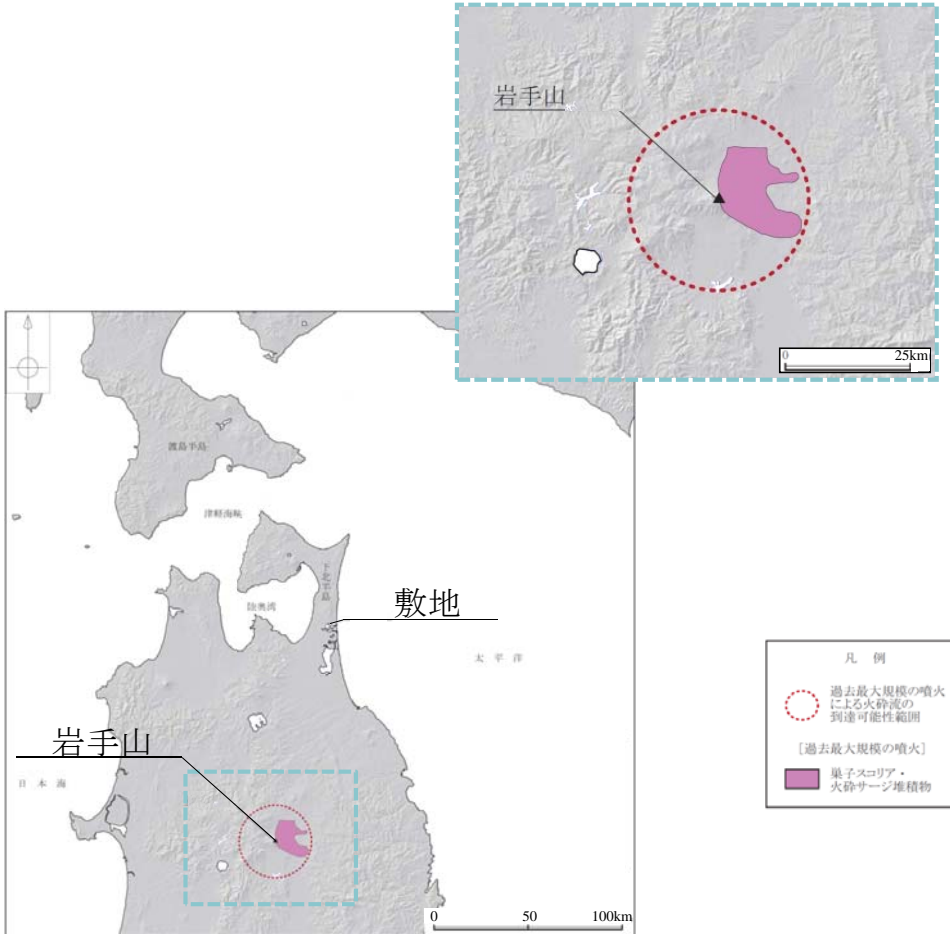 岩手山
0
25km
渡島半島
津軽海峡
下北半島
陸奥湾
敷地
太平洋
岩手山
日本海
0
50
100km
凡例
過去最大規模の噴火
による火砕流の
到達可能性範囲
[過去最大規模の噴火]
巣子スコリア・
火砕サージ堆積物